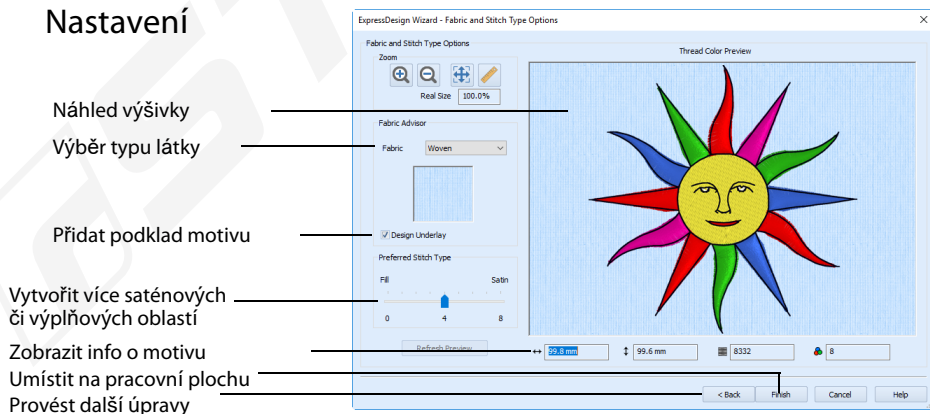 Nastavení
Náhled výšivky
Výběr typu látky
Přidat podklad motivu
Vytvořit více saténových
či výplňových oblastí
Zobrazit info o motivu
Umístit na pracovní plochu
Provést další úpravy
ExpressDesign Wizard - Fabric and Stitch Type Options
Fabric and Stitch Type Options
Zoom
Real Size 100.0%
Fabric Advisor
Fabric Woven
Design Underlay
Preferred Stitch Type
Fill Satin
0 4 8
Refresh Preview
Thread Color Preview
99.8 mm 99.6 mm 8332 8
< Back Finish Cancel Help